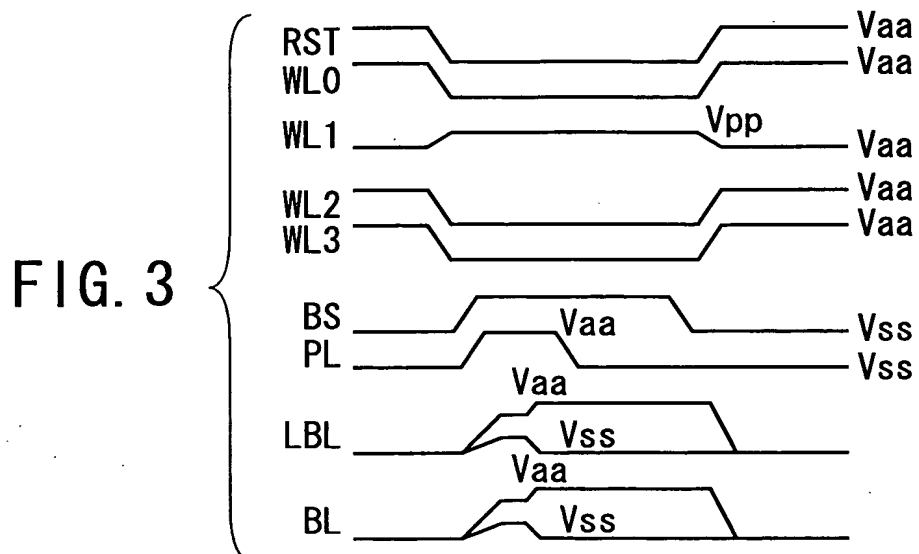 RST Vaa
WL0 Vaa
WL1 Vpp Vaa
WL2 Vaa
WL3 Vaa
FIG. 3
BS Vss
PL Vaa Vss
Vaa
LBL Vss
Vaa
BL Vss